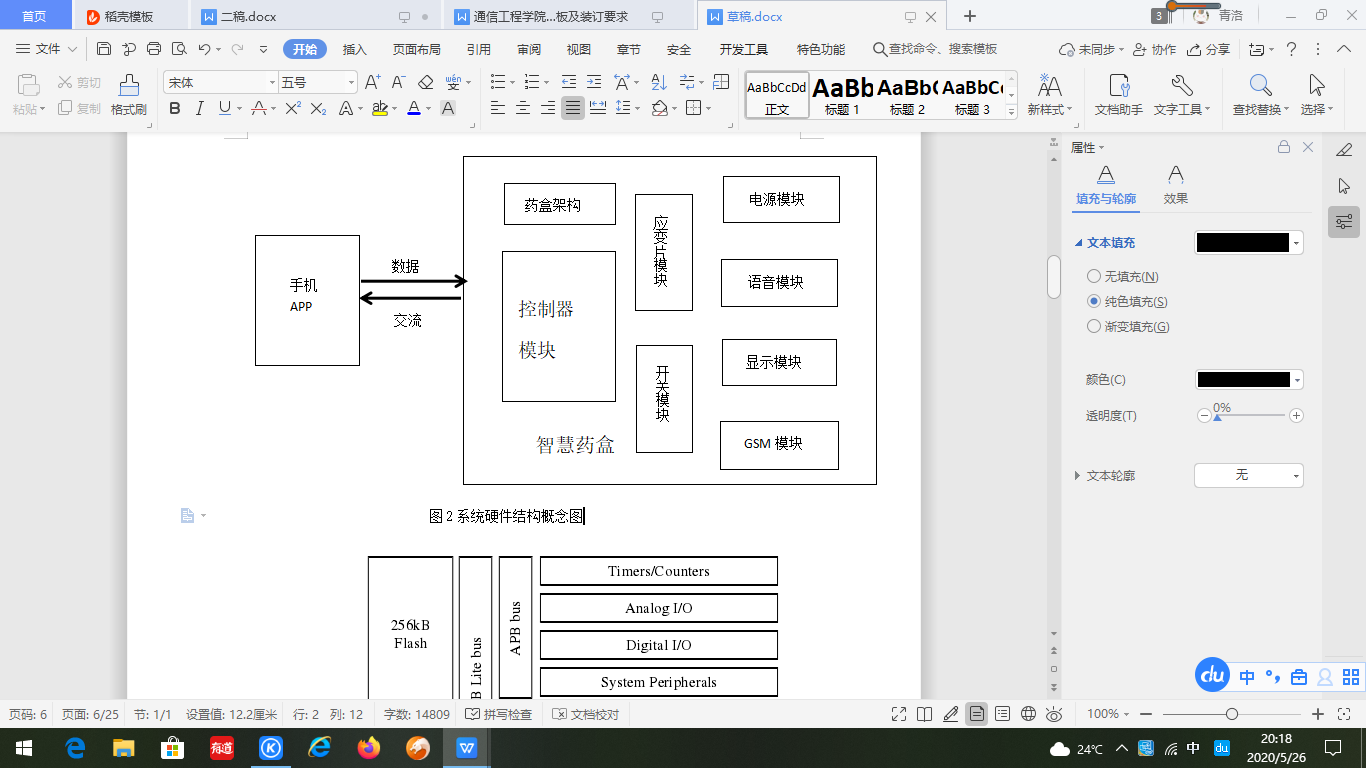 首页
稻壳模板
二稿.docx
通信工程学院...板及装订要求
草稿.docx
3
青洛
文件
开始
插入
页面布局
引用
审阅
视图
章节
安全
开发工具
特色功能
查找命令、搜索模板
未同步
协作
分享
粘贴
剪切
复制
格式刷
宋体
五号
AaBbCcDd
正文
AaBb
标题 1
AaBbC
标题 2
AaBbCc
标题 3
新样式
文档助手
文字工具
查找替换
选择
药盒架构
应变片模块
电源模块
手机
APP
数据
交流
控制器
模块
语音模块
开关模块
显示模块
智慧药盒
GSM 模块
图 2 系统硬件结构概念图
256kB
Flash
B Lite bus
APB bus
Timers/Counters
Analog I/O
Digital I/O
System Peripherals
属性
填充与轮廓
效果
文本填充
无填充(N)
纯色填充(S)
渐变填充(G)
颜色(C)
透明度(T)
0%
文本轮廓
无
du 中
页码: 6
页面: 6/25
节: 1/1
设置值: 12.2厘米
行: 2
列: 12
字数: 14809
拼写检查
文档校对
100%
有道
24℃
中
du
20:18
2020/5/26